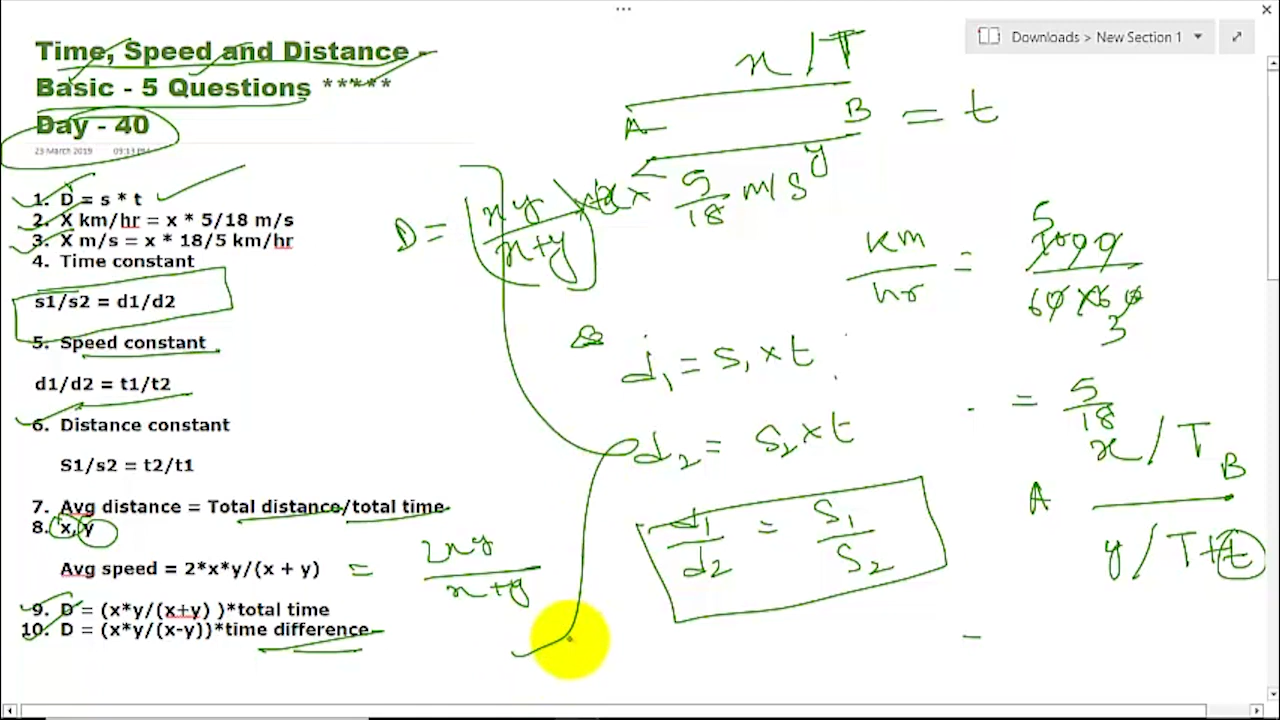 Time, Speed and Distance -
Basic - 5 Questions *****
Day - 40
23 March 2019 09:13 PM
Downloads > New Section 1
1. D = s * t
2. X km/hr = x * 5/18 m/s
3. X m/s = x * 18/5 km/hr
4. Time constant
s1/s2 = d1/d2
5. Speed constant
d1/d2 = t1/t2
6. Distance constant
S1/s2 = t2/t1
7. Avg distance = Total distance/total time
8. x, y
Avg speed = 2*x*y/(x + y) = 2xy/x+y
9. D = (x*y/(x+y) )*total time
10. D = (x*y/(x-y))*time difference
x/T
A B = t
y
D = (xy/x+y) x 5/18 m/s
km/hr =
d1 = S1 x t
= 5/18
d2 = S2 x t
d1/d2 = S1/S2
x/T
A B
y/T+t